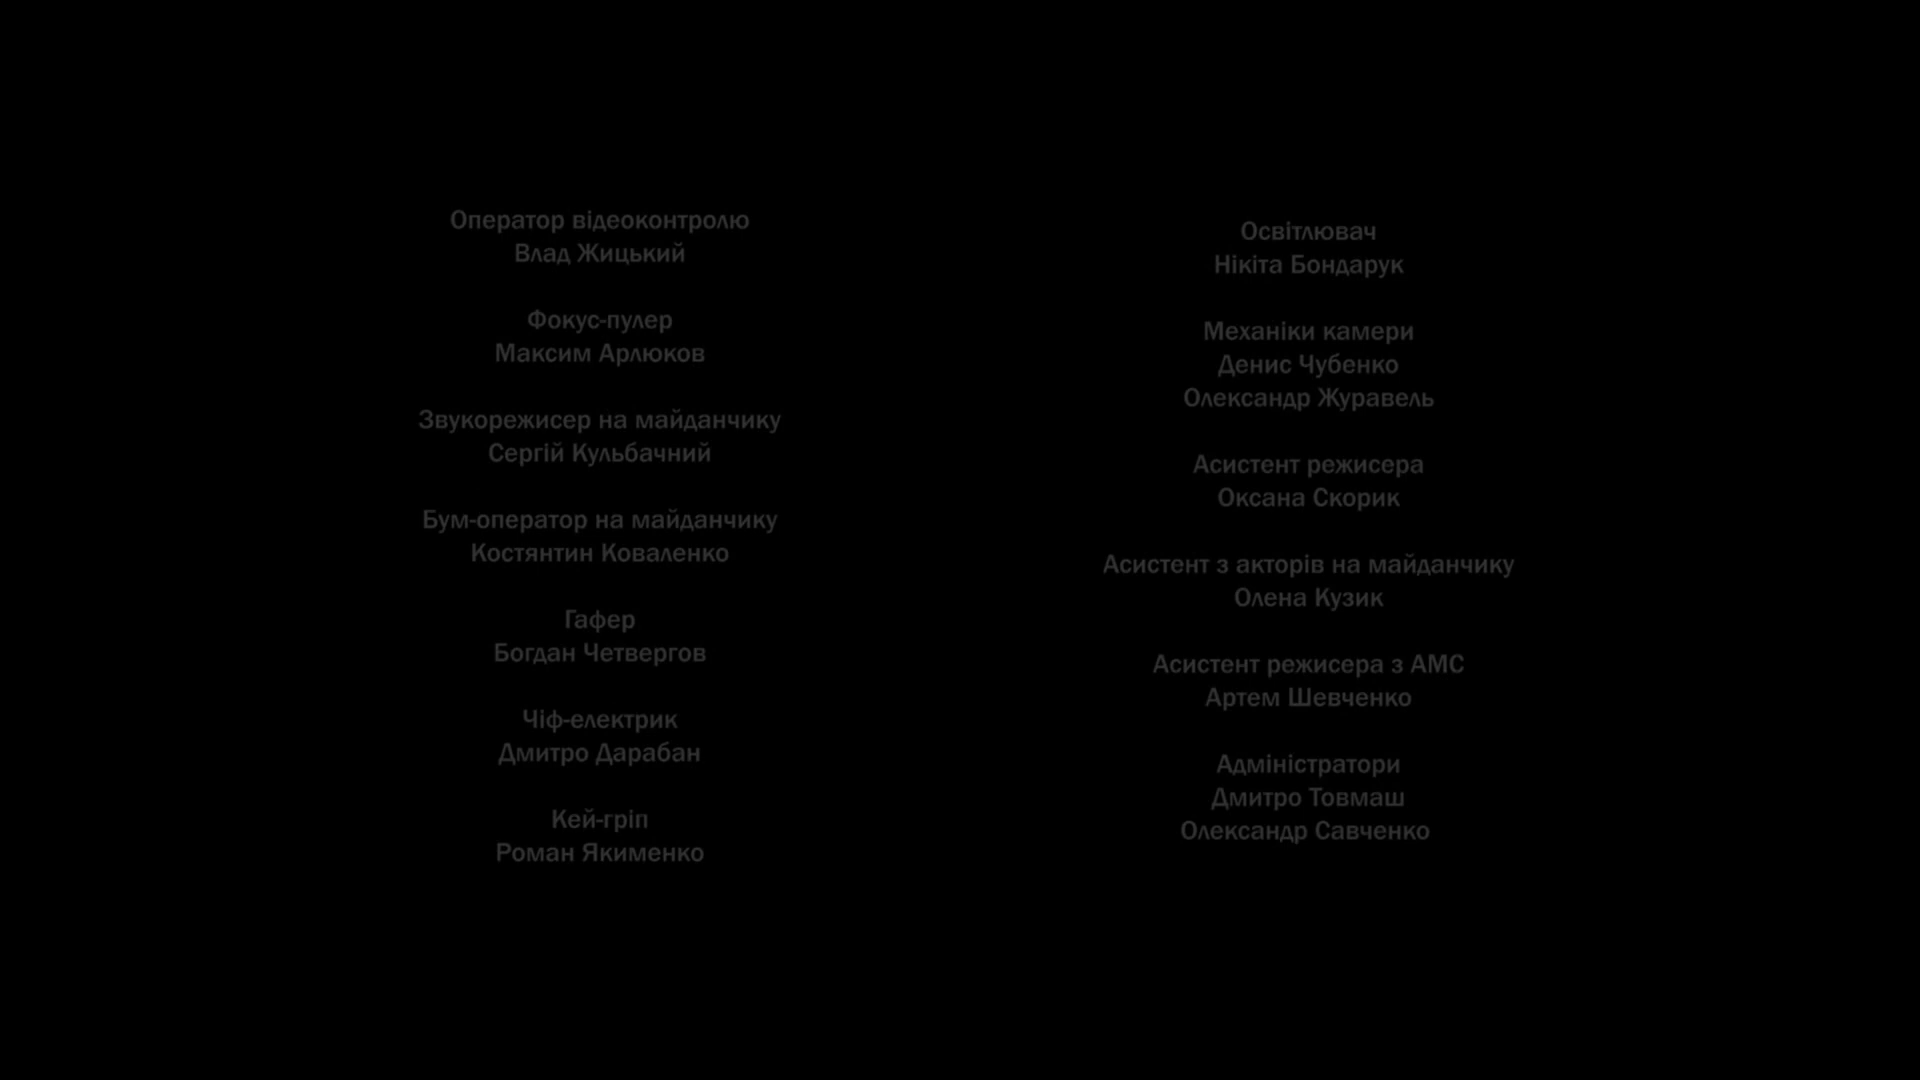 Оператор відеоконтролю
Влад Жицький
Фокус-пулер
Максим Арлюков
Звукорежисер на майданчику
Сергій Кульбачний
Бум-оператор на майданчику
Костянтин Коваленко
Гафер
Богдан Четвергов
Чіф-електрик
Дмитро Дарабан
Кей-гріп
Роман Якименко
Освітлювач
Нікіта Бондарук
Механіки камери
Денис Чубенко
Олександр Журавель
Асистент режисера
Оксана Скорик
Асистент з акторів на майданчику
Олена Кузик
Асистент режисера з АМС
Артем Шевченко
Адміністратори
Дмитро Товмаш
Олександр Савченко